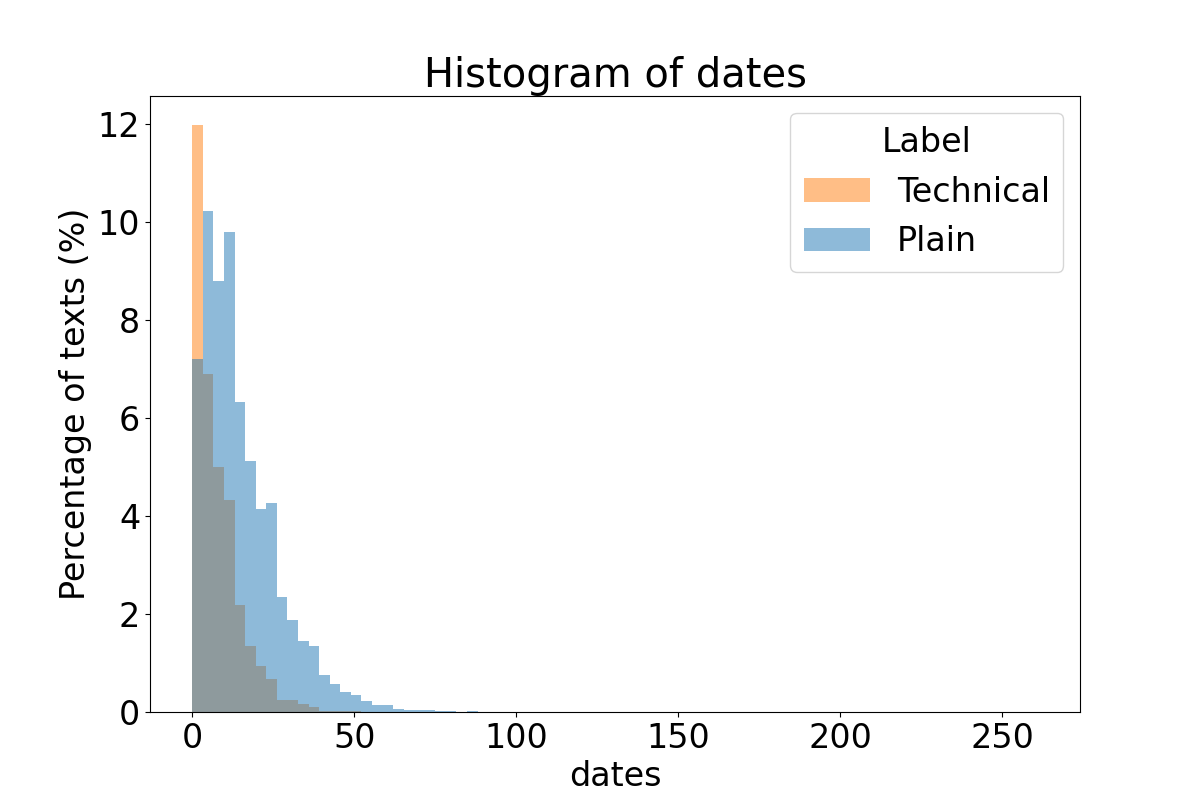 Histogram of dates
Label
Technical
Plain
Percentage of texts (%)
12
10
8
6
4
2
0
0 50 100 150 200 250
dates